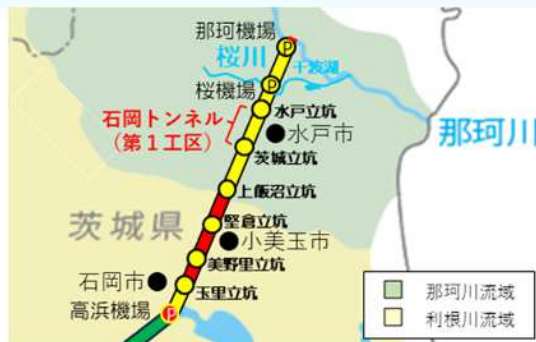 那珂機場
桜川
千波湖
桜機場
石岡トンネル
(第1工区)
水戸立坑
水戸市
那珂川
茨城立坑
上飯沼立坑
茨城県
堅倉立坑
小美玉市
美野里立坑
石岡市
玉里立坑
高浜機場
那珂川流域
利根川流域
P
P
P